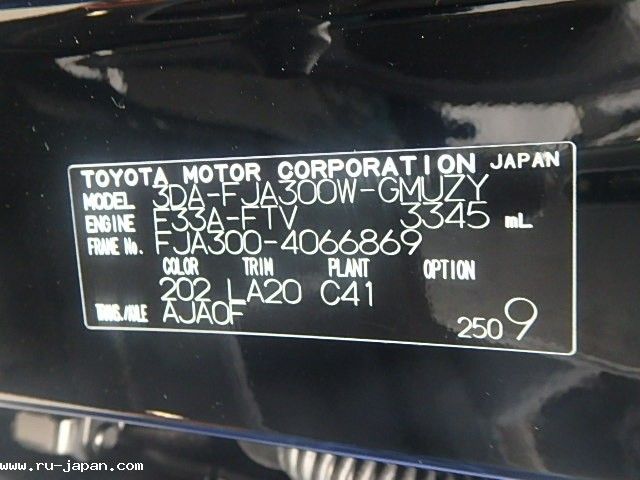 TOYOTA MOTOR CORPORATION JAPAN
MODEL 3DA-FJA300W-GMUZY
ENGINE F33A-FTV 3345 mL
FRAME No. FJA300-4066869
COLOR TRIM PLANT OPTION
202 LA20 C41
TRANS./AXLE AJA0F
2509
www.ru-japan.com